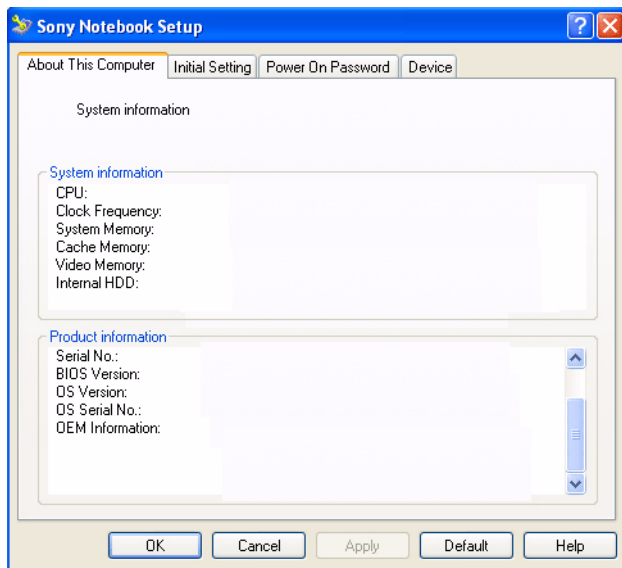 Sony Notebook Setup
About This Computer Initial Setting Power On Password Device
System information
System information
CPU:
Clock Frequency:
System Memory:
Cache Memory:
Video Memory:
Internal HDD:
Product information
Serial No.:
BIOS Version:
OS Version:
OS Serial No.:
OEM Information:
OK Cancel Apply Default Help